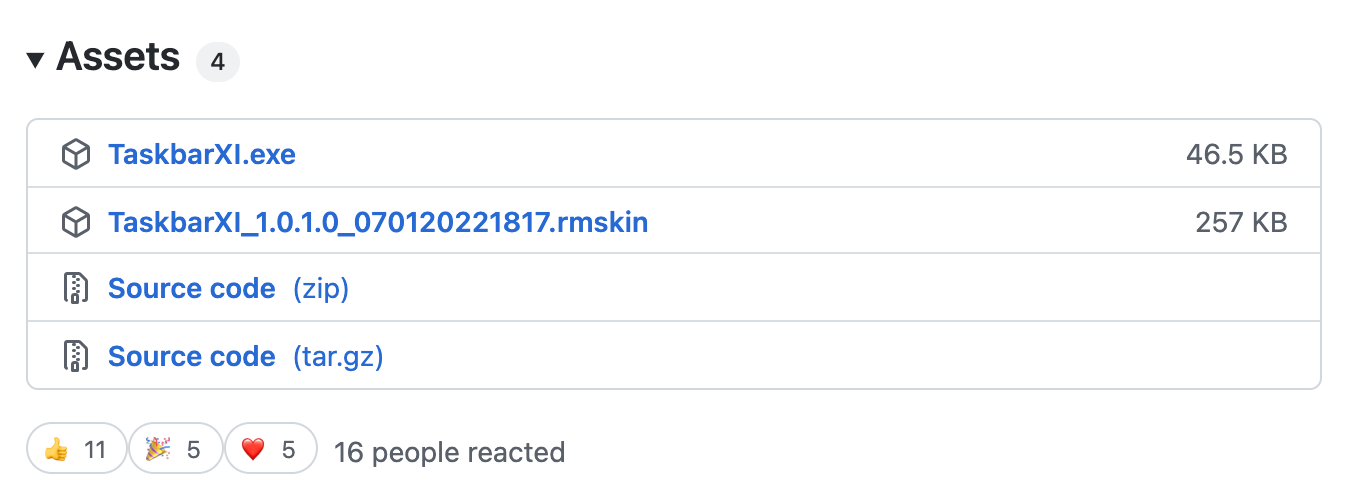 ▼ Assets 4
TaskbarXI.exe 46.5 KB
TaskbarXI_1.0.1.0_070120221817.rmskin 257 KB
Source code (zip)
Source code (tar.gz)
👍 11 🎉 5 ❤️ 5 16 people reacted